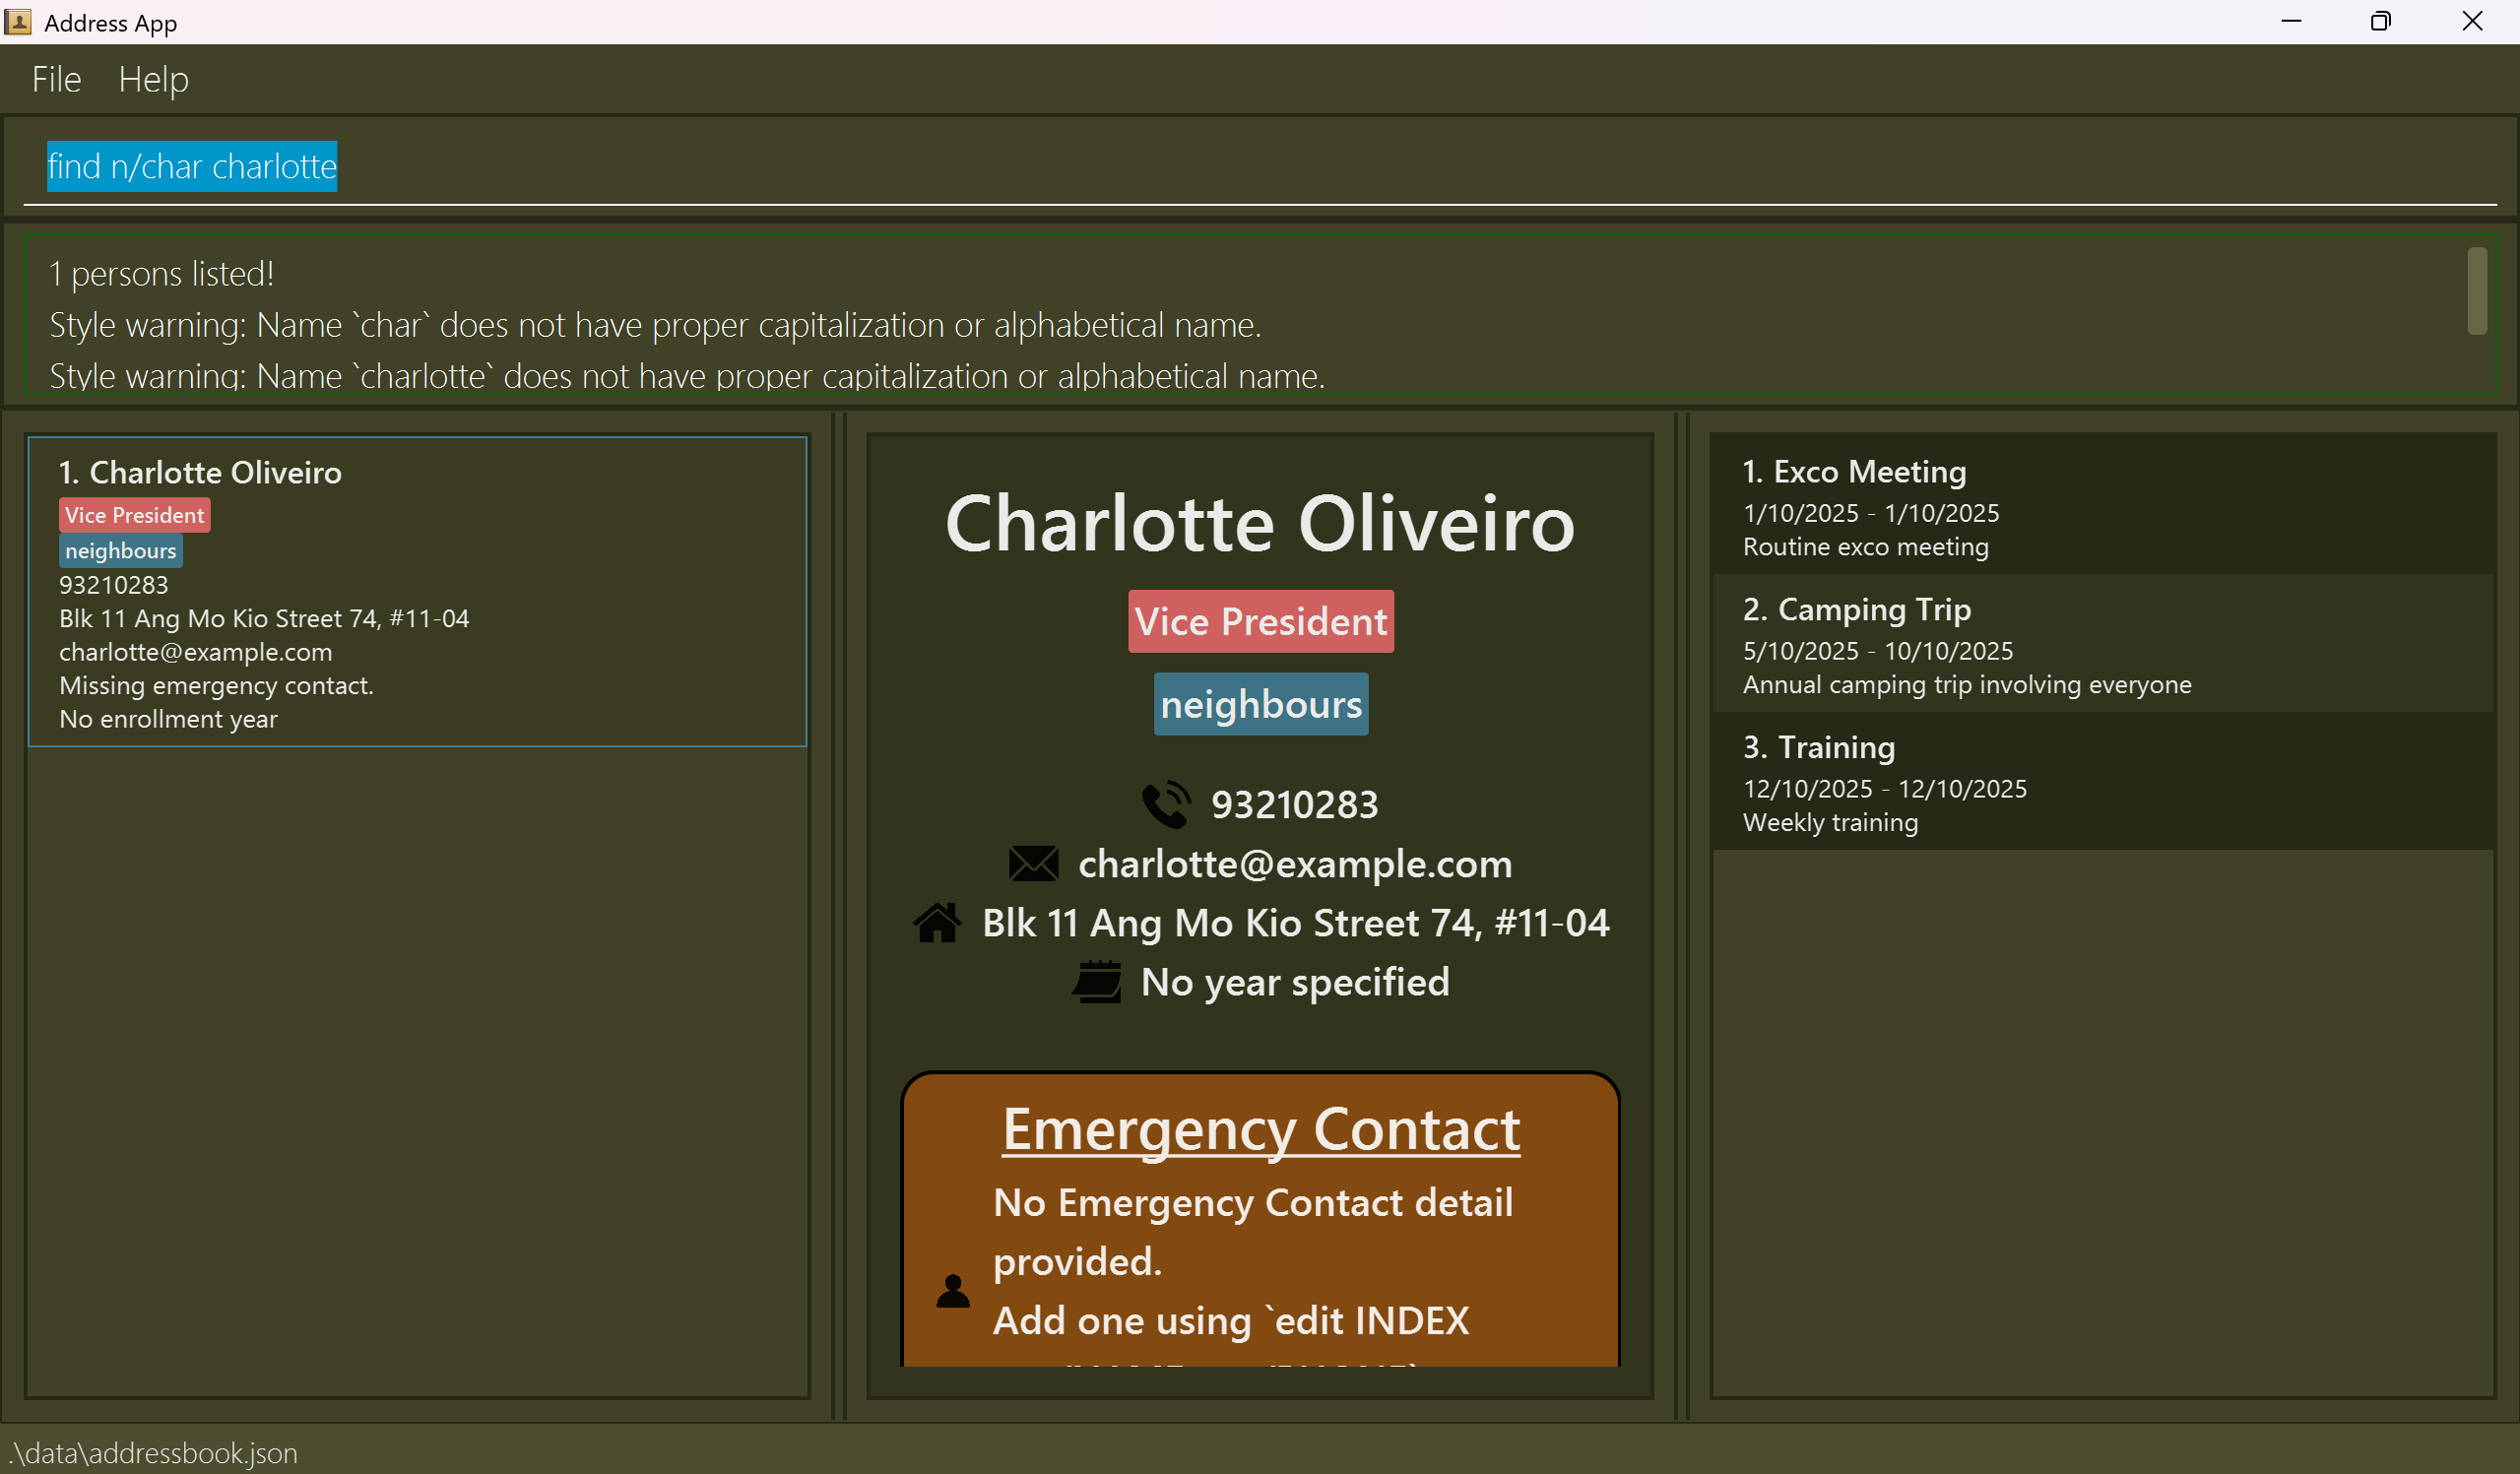 Address App
File Help
find n/char charlotte
1 persons listed!
Style warning: Name `char` does not have proper capitalization or alphabetical name.
Style warning: Name `charlotte` does not have proper capitalization or alphabetical name.
1. Charlotte Oliveiro
Vice President
neighbours
93210283
Blk 11 Ang Mo Kio Street 74, #11-04
charlotte@example.com
Missing emergency contact.
No enrollment year
Charlotte Oliveiro
Vice President
neighbours
93210283
charlotte@example.com
Blk 11 Ang Mo Kio Street 74, #11-04
No year specified
Emergency Contact
No Emergency Contact detail
provided.
Add one using `edit INDEX
1. Exco Meeting
1/10/2025 - 1/10/2025
Routine exco meeting
2. Camping Trip
5/10/2025 - 10/10/2025
Annual camping trip involving everyone
3. Training
12/10/2025 - 12/10/2025
Weekly training
.\data\addressbook.json